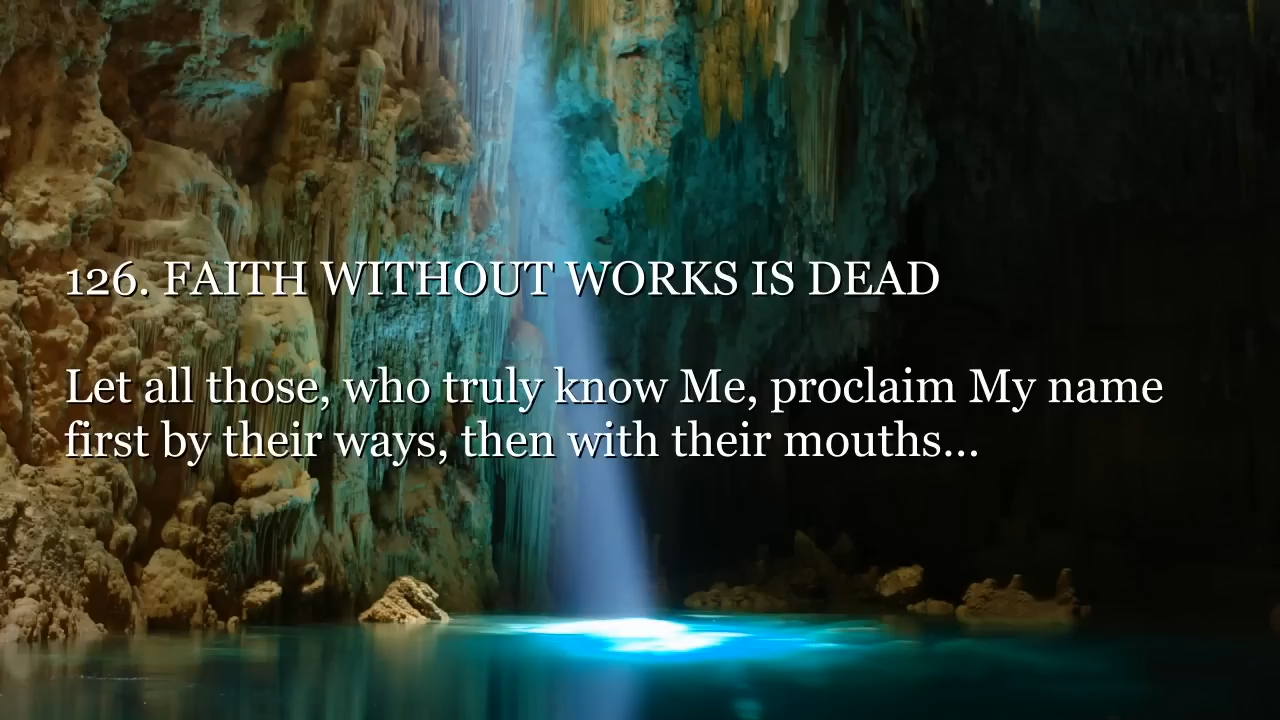 126. FAITH WITHOUT WORKS IS DEAD
Let all those, who truly know Me, proclaim My name
first by their ways, then with their mouths...